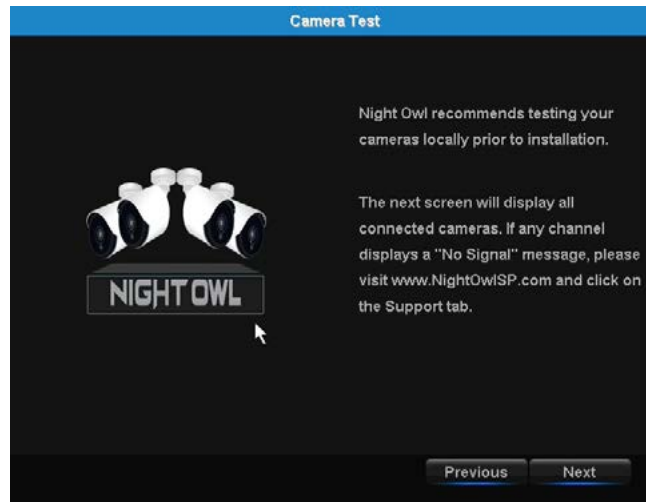 Camera Test
Night Owl recommends testing your
cameras locally prior to installation.
The next screen will display all
connected cameras. If any channel
displays a "No Signal" message, please
visit www.NightOwlSP.com and click on
the Support tab.
NIGHT OWL
Previous
Next